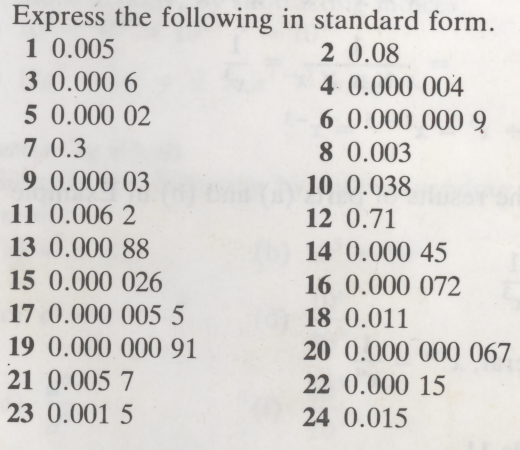 Express the following in standard form.
1 0.005 2 0.08
3 0.000 6 4 0.000 004
5 0.000 02 6 0.000 000 9
7 0.3 8 0.003
9 0.000 03 10 0.038
11 0.006 2 12 0.71
13 0.000 88 14 0.000 45
15 0.000 026 16 0.000 072
17 0.000 005 5 18 0.011
19 0.000 000 91 20 0.000 000 067
21 0.005 7 22 0.000 15
23 0.001 5 24 0.015